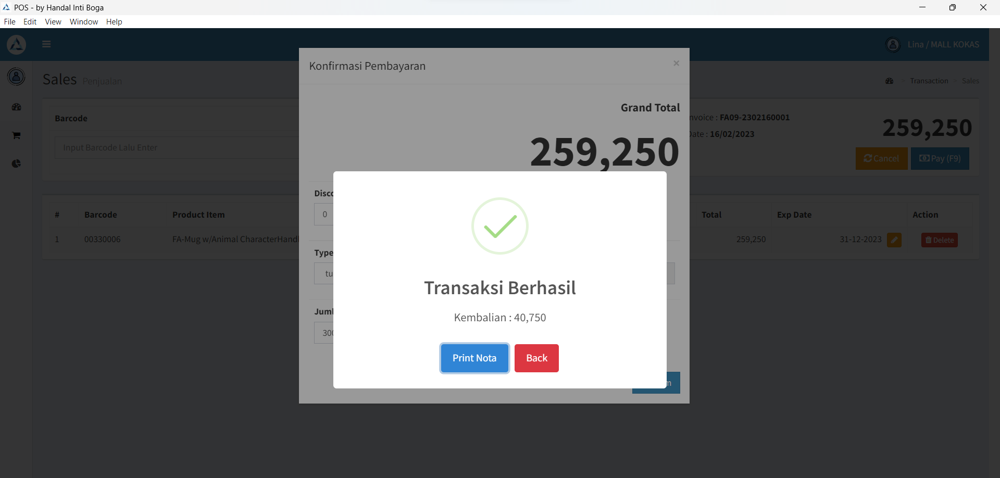 POS - by Handal Inti Boga
File Edit View Window Help
Lina / MALL KOKAS
Konfirmasi Pembayaran
×
Sales Penjualan
Transaction > Sales
Grand Total
259,250
Barcode
Input Barcode Lalu Enter
nvoice : FA09-2302160001
Date : 16/02/2023
259,250
Cancel
Pay (F9)
Disco
0
# Barcode Product Item Total Exp Date Action
1 00330006 FA-Mug w/Animal CharacterHandl 259,250 31-12-2023 Delete
Type
tu
Juml
300
Transaksi Berhasil
Kembalian : 40,750
Print Nota
Back